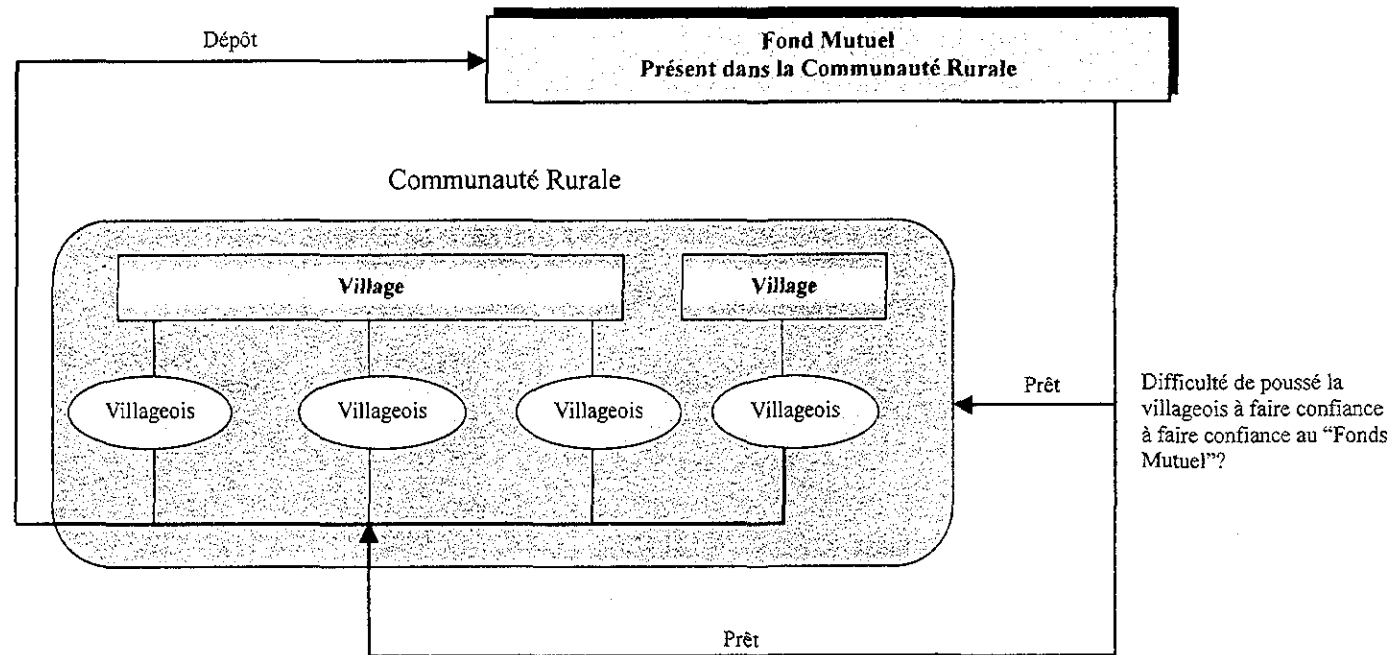 Dépôt
Fond Mutuel
Présent dans la Communauté Rurale
Communauté Rurale
Village
Village
Villageois
Villageois
Villageois
Villageois
Prêt
Difficulté de poussé la
villageois à faire confiance
à faire confiance au “Fonds
Mutuel”?
Prêt